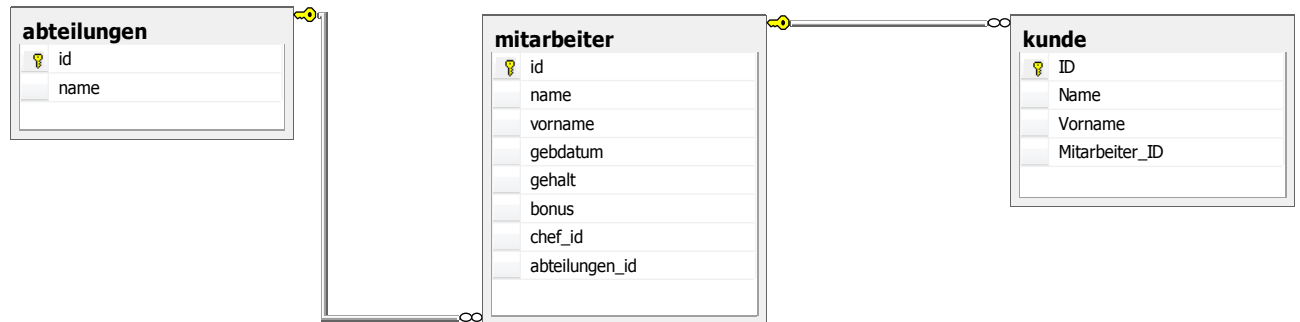 abteilungen
id
name
mitarbeiter
id
name
vorname
gebdatum
gehalt
bonus
chef_id
abteilungen_id
kunde
ID
Name
Vorname
Mitarbeiter_ID